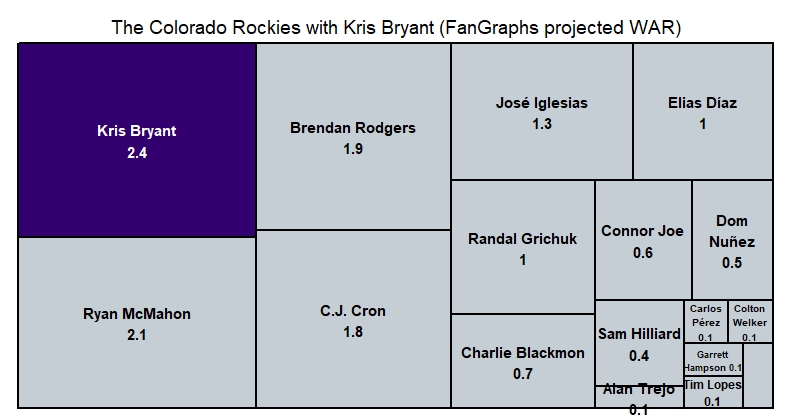 The Colorado Rockies with Kris Bryant (FanGraphs projected WAR)
Kris Bryant
2.4
Ryan McMahon
2.1
Brendan Rodgers
1.9
C.J. Cron
1.8
José Iglesias
1.3
Elias Díaz
1
Randal Grichuk
1
Charlie Blackmon
0.7
Connor Joe
0.6
Dom
Nuñez
0.5
Sam Hilliard
0.4
Alan Trejo
0.1
Carlos
Pérez
0.1
Colton
Welker
0.1
Garrett
Hampson 0.1
Tim Lopes
0.1